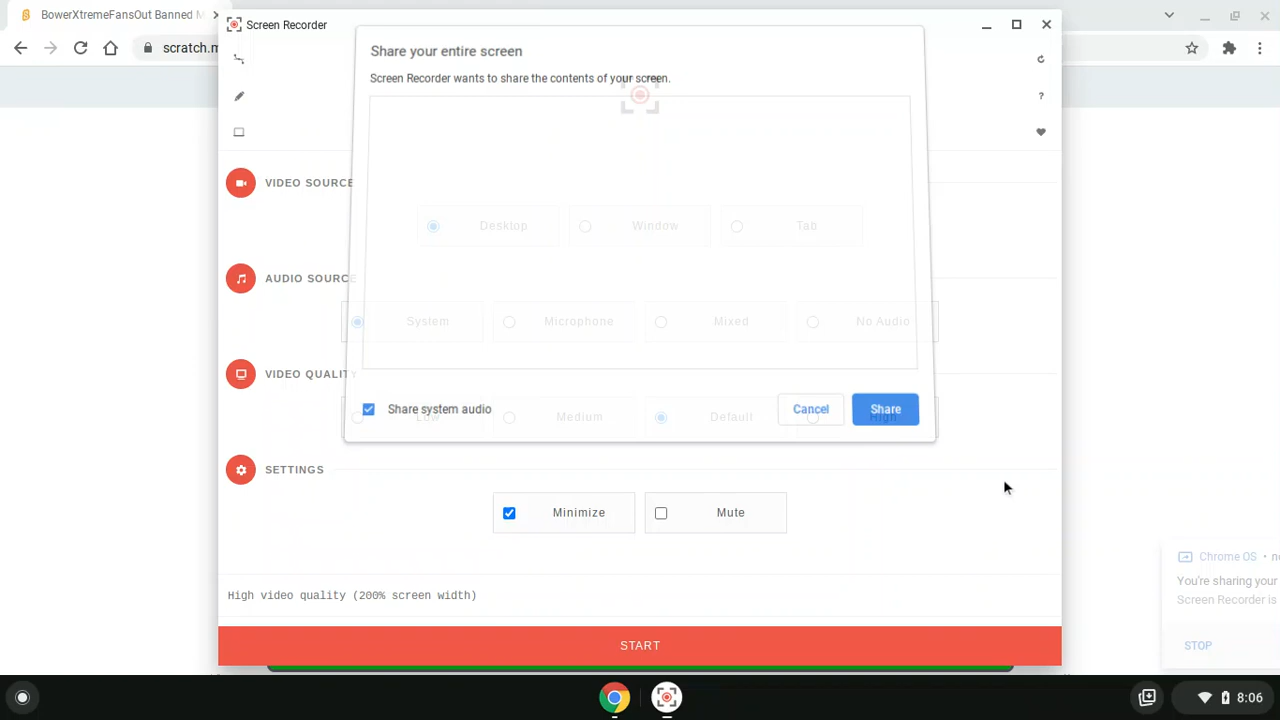 BowerXtremeFansOut Banned M
scratch.m
Screen Recorder
Share your entire screen
Screen Recorder wants to share the contents of your screen.
VIDEO SOURCE
Desktop
Window
Tab
AUDIO SOURCE
System
Microphone
Mixed
No Audio
VIDEO QUALITY
Low
Medium
Default
High
Share system audio
Cancel
Share
SETTINGS
Minimize
Mute
High video quality (200% screen width)
START
Chrome OS • no
You're sharing your
Screen Recorder is
STOP
8:06